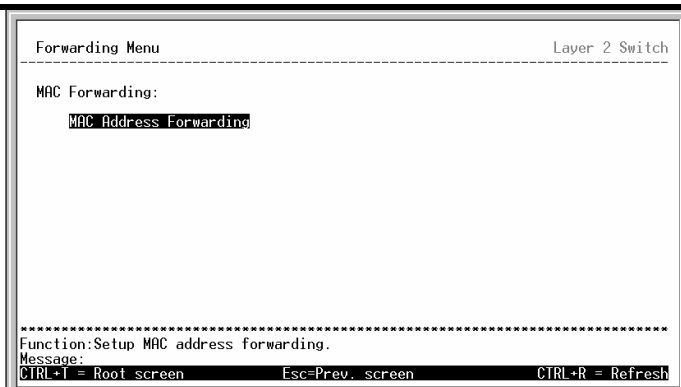 Forwarding Menu Layer 2 Switch
MAC Forwarding:
MAC Address Forwarding
Function:Setup MAC address forwarding.
Message:
CTRL+T = Root screen Esc=Prev. screen CTRL+R = Refresh